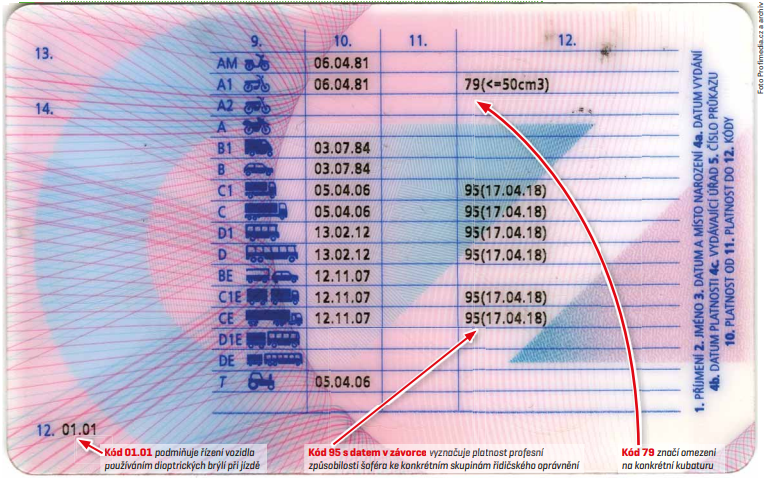 9. 10. 11. 12.
13.
14.
AM 06.04.81
A1 06.04.81 79(<=50cm3)
A2
A
B1 03.07.84
B 03.07.84
C1 05.04.06 95(17.04.18)
C 05.04.06 95(17.04.18)
D1 13.02.12 95(17.04.18)
D 13.02.12 95(17.04.18)
BE 12.11.07
C1E 12.11.07 95(17.04.18)
CE 12.11.07 95(17.04.18)
D1E
DE
T 05.04.06
12. 01.01
1. PŘÍJMENÍ 2. JMÉNO 3. DATUM A MÍSTO NAROZENÍ 4a. DATUM VYDÁNÍ
4b. DATUM PLATNOSTI 4c. VYDÁVAJÍCÍ ÚŘAD 5. ČÍSLO PRŮKAZU
10. PLATNOST OD 11. PLATNOST DO 12. KÓDY
Foto Profimedia.cz a archiv
Kód 01.01 podmiňuje řízení vozidla
používáním dioptrických brýlí při jízdě
Kód 95 s datem v závorce vyznačuje platnost profesní
způsobilosti šoféra ke konkrétním skupinám řidičského oprávnění
Kód 79 značí omezení
na konkrétní kubaturu